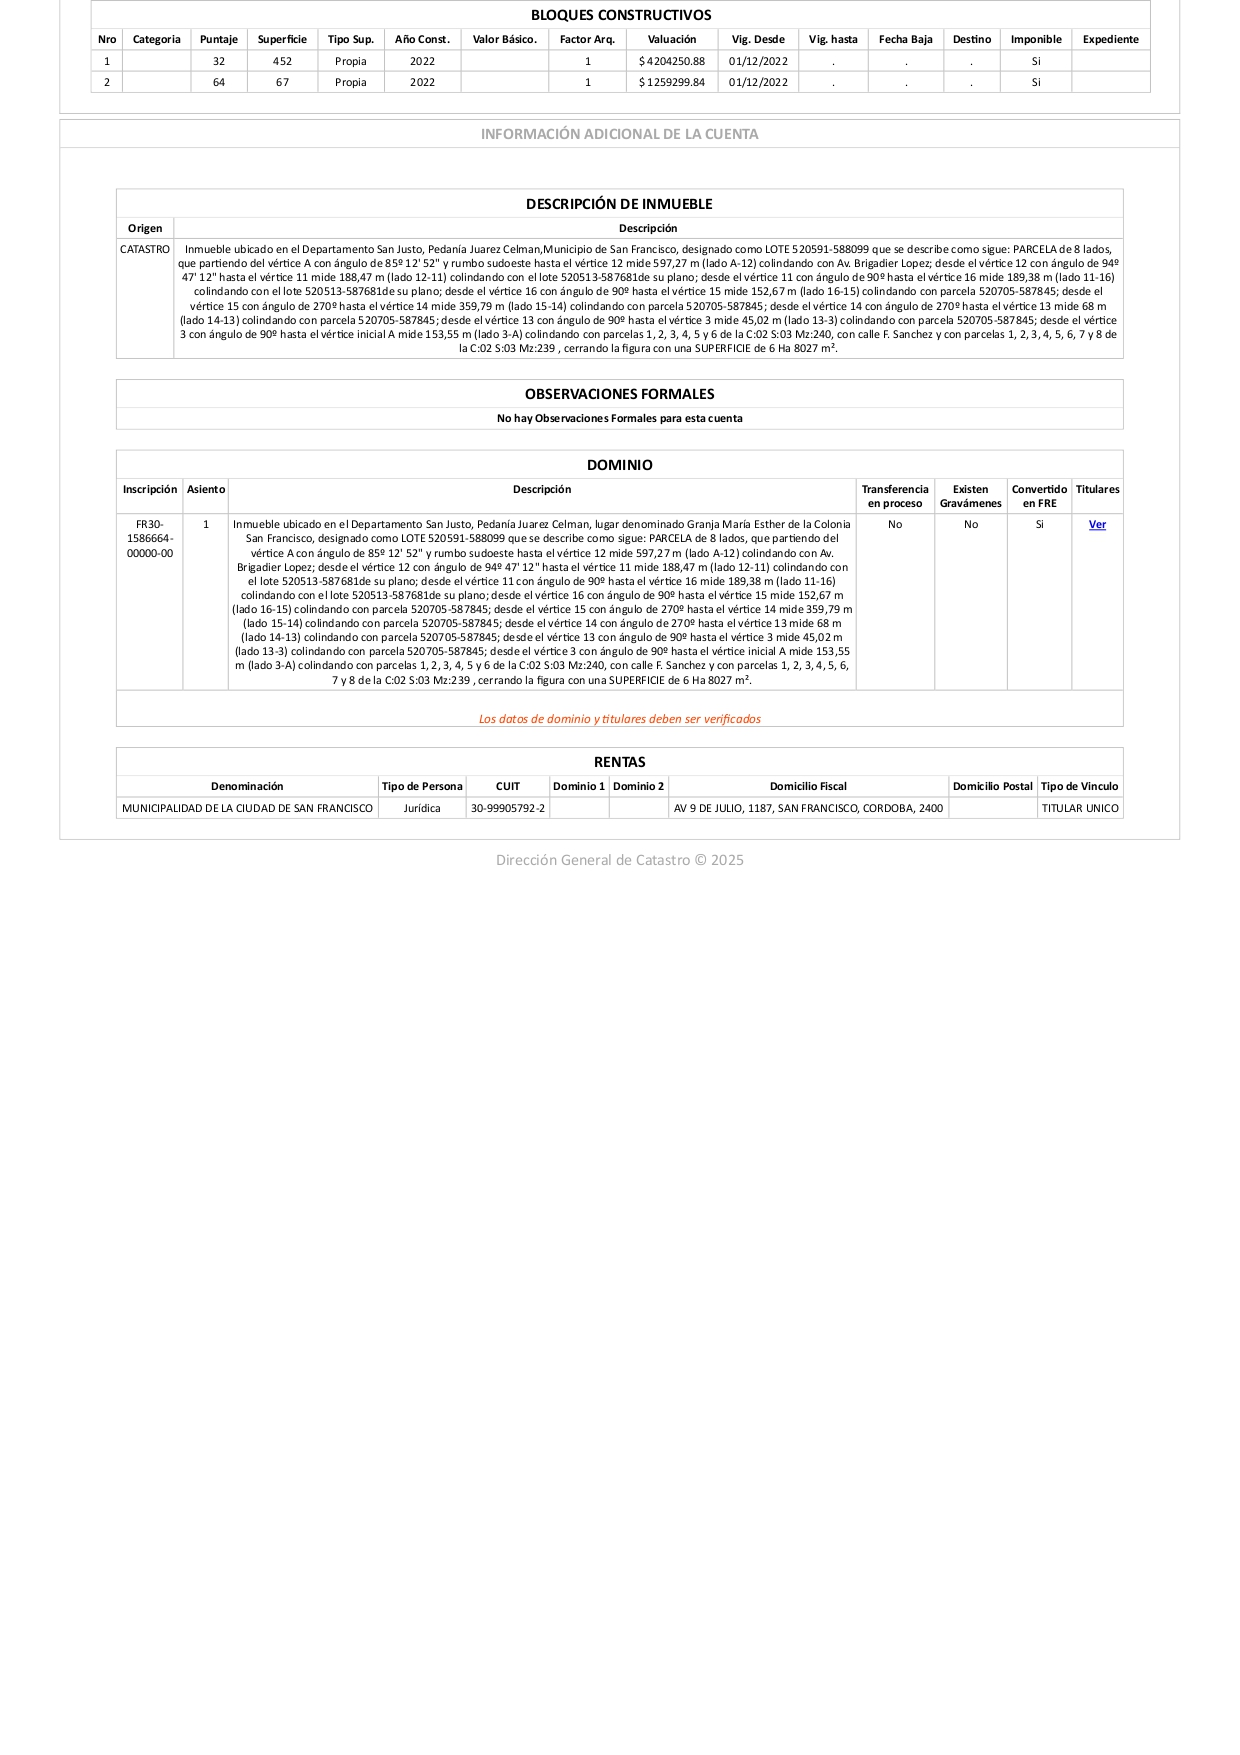 BLOQUES CONSTRUCTIVOS
Nro Categoria Puntaje Superficie Tipo Sup. Año Const. Valor Básico. Factor Arq. Valuación Vig. Desde Vig. hasta Fecha Baja Destino Imponible Expediente
1 32 452 Propia 2022 1 $ 4204250.88 01/12/2022 . . . Si
2 64 67 Propia 2022 1 $ 1259299.84 01/12/2022 . . . Si
INFORMACIÓN ADICIONAL DE LA CUENTA
DESCRIPCIÓN DE INMUEBLE
Origen Descripción
CATASTRO Inmueble ubicado en el Departamento San Justo, Pedanía Juarez Celman,Municipio de San Francisco, designado como LOTE 520591-588099 que se describe como sigue: PARCELA de 8 lados,
que partiendo del vértice A con ángulo de 85º 12' 52" y rumbo sudoeste hasta el vértice 12 mide 597,27 m (lado A-12) colindando con Av. Brigadier Lopez; desde el vértice 12 con ángulo de 94º
47' 12" hasta el vértice 11 mide 188,47 m (lado 12-11) colindando con el lote 520513-587681de su plano; desde el vértice 11 con ángulo de 90º hasta el vértice 16 mide 189,38 m (lado 11-16)
colindando con el lote 520513-587681de su plano; desde el vértice 16 con ángulo de 90º hasta el vértice 15 mide 152,67 m (lado 16-15) colindando con parcela 520705-587845; desde el
vértice 15 con ángulo de 270º hasta el vértice 14 mide 359,79 m (lado 15-14) colindando con parcela 520705-587845; desde el vértice 14 con ángulo de 270º hasta el vértice 13 mide 68 m
(lado 14-13) colindando con parcela 520705-587845; desde el vértice 13 con ángulo de 90º hasta el vértice 3 mide 45,02 m (lado 13-3) colindando con parcela 520705-587845; desde el vértice
3 con ángulo de 90º hasta el vértice inicial A mide 153,55 m (lado 3-A) colindando con parcelas 1, 2, 3, 4, 5 y 6 de la C:02 S:03 Mz:240, con calle F. Sanchez y con parcelas 1, 2, 3, 4, 5, 6, 7 y 8 de
la C:02 S:03 Mz:239 , cerrando la figura con una SUPERFICIE de 6 Ha 8027 m².
OBSERVACIONES FORMALES
No hay Observaciones Formales para esta cuenta
DOMINIO
Inscripción Asiento Descripción Transferencia en proceso Existen Gravámenes Convertido en FRE Titulares
FR30-1586664-00000-00 1 Inmueble ubicado en el Departamento San Justo, Pedanía Juarez Celman, lugar denominado Granja María Esther de la Colonia No No Si Ver
San Francisco, designado como LOTE 520591-588099 que se describe como sigue: PARCELA de 8 lados, que partiendo del
vértice A con ángulo de 85º 12' 52" y rumbo sudoeste hasta el vértice 12 mide 597,27 m (lado A-12) colindando con Av.
Brigadier Lopez; desde el vértice 12 con ángulo de 94º 47' 12" hasta el vértice 11 mide 188,47 m (lado 12-11) colindando con
el lote 520513-587681de su plano; desde el vértice 11 con ángulo de 90º hasta el vértice 16 mide 189,38 m (lado 11-16)
colindando con el lote 520513-587681de su plano; desde el vértice 16 con ángulo de 90º hasta el vértice 15 mide 152,67 m
(lado 16-15) colindando con parcela 520705-587845; desde el vértice 15 con ángulo de 270º hasta el vértice 14 mide 359,79 m
(lado 15-14) colindando con parcela 520705-587845; desde el vértice 14 con ángulo de 270º hasta el vértice 13 mide 68 m
(lado 14-13) colindando con parcela 520705-587845; desde el vértice 13 con ángulo de 90º hasta el vértice 3 mide 45,02 m
(lado 13-3) colindando con parcela 520705-587845; desde el vértice 3 con ángulo de 90º hasta el vértice inicial A mide 153,55
m (lado 3-A) colindando con parcelas 1, 2, 3, 4, 5 y 6 de la C:02 S:03 Mz:240, con calle F. Sanchez y con parcelas 1, 2, 3, 4, 5, 6,
7 y 8 de la C:02 S:03 Mz:239 , cerrando la figura con una SUPERFICIE de 6 Ha 8027 m².
Los datos de dominio y titulares deben ser verificados
RENTAS
Denominación Tipo de Persona CUIT Dominio 1 Dominio 2 Domicilio Fiscal Domicilio Postal Tipo de Vinculo
MUNICIPALIDAD DE LA CIUDAD DE SAN FRANCISCO Jurídica 30-99905792-2 AV 9 DE JULIO, 1187, SAN FRANCISCO, CORDOBA, 2400 TITULAR UNICO
Dirección General de Catastro © 2025